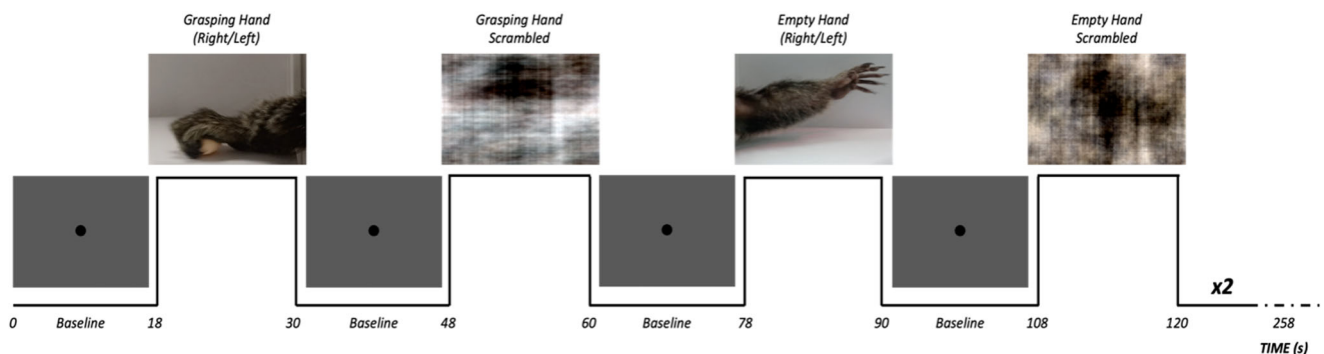 Grasping Hand
(Right/Left)
Grasping Hand
Scrambled
Empty Hand
(Right/Left)
Empty Hand
Scrambled
x2
0 Baseline 18 30 Baseline 48 60 Baseline 78 90 Baseline 108 120 258
TIME (s)